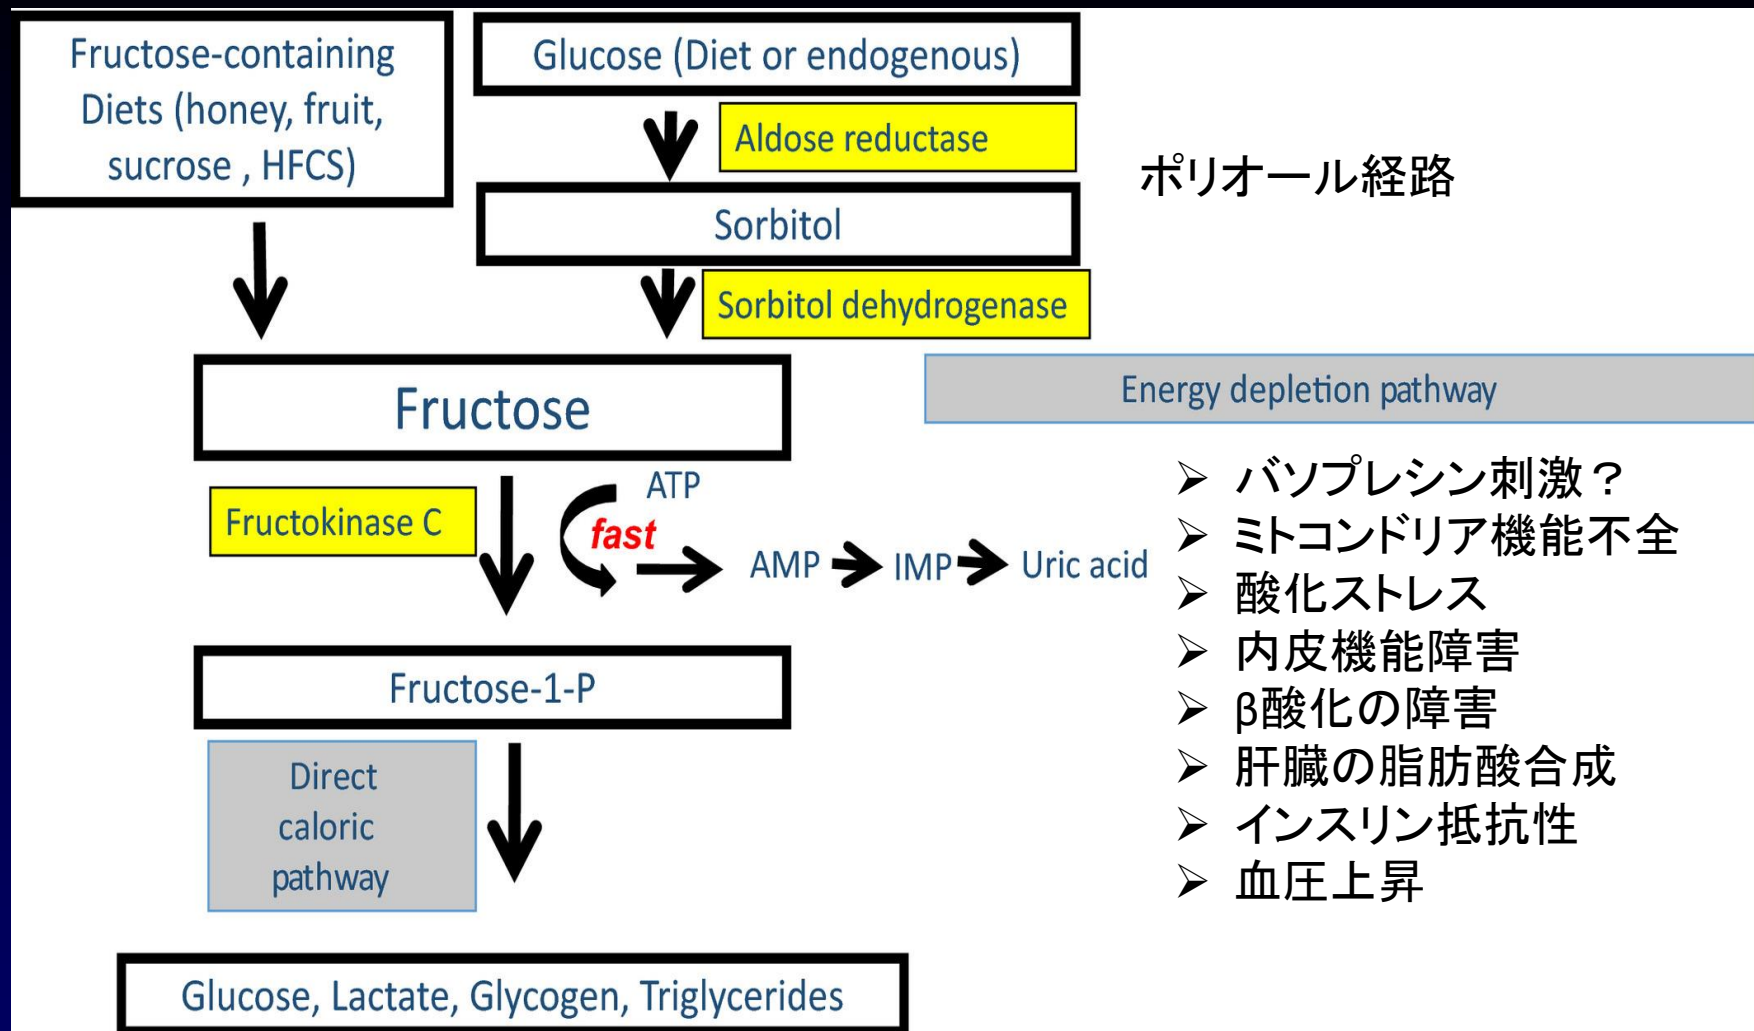 Fructose-containing
Diets (honey, fruit,
sucrose , HFCS)
Glucose (Diet or endogenous)
Aldose reductase
ポリオール経路
Sorbitol
Sorbitol dehydrogenase
Fructose
Energy depletion pathway
Fructokinase C
ATP
fast
AMP
IMP
Uric acid
➢ バソプレシン刺激？
➢ ミトコンドリア機能不全
➢ 酸化ストレス
➢ 内皮機能障害
➢ β酸化の障害
➢ 肝臓の脂肪酸合成
➢ インスリン抵抗性
➢ 血圧上昇
Fructose-1-P
Direct
caloric
pathway
Glucose, Lactate, Glycogen, Triglycerides